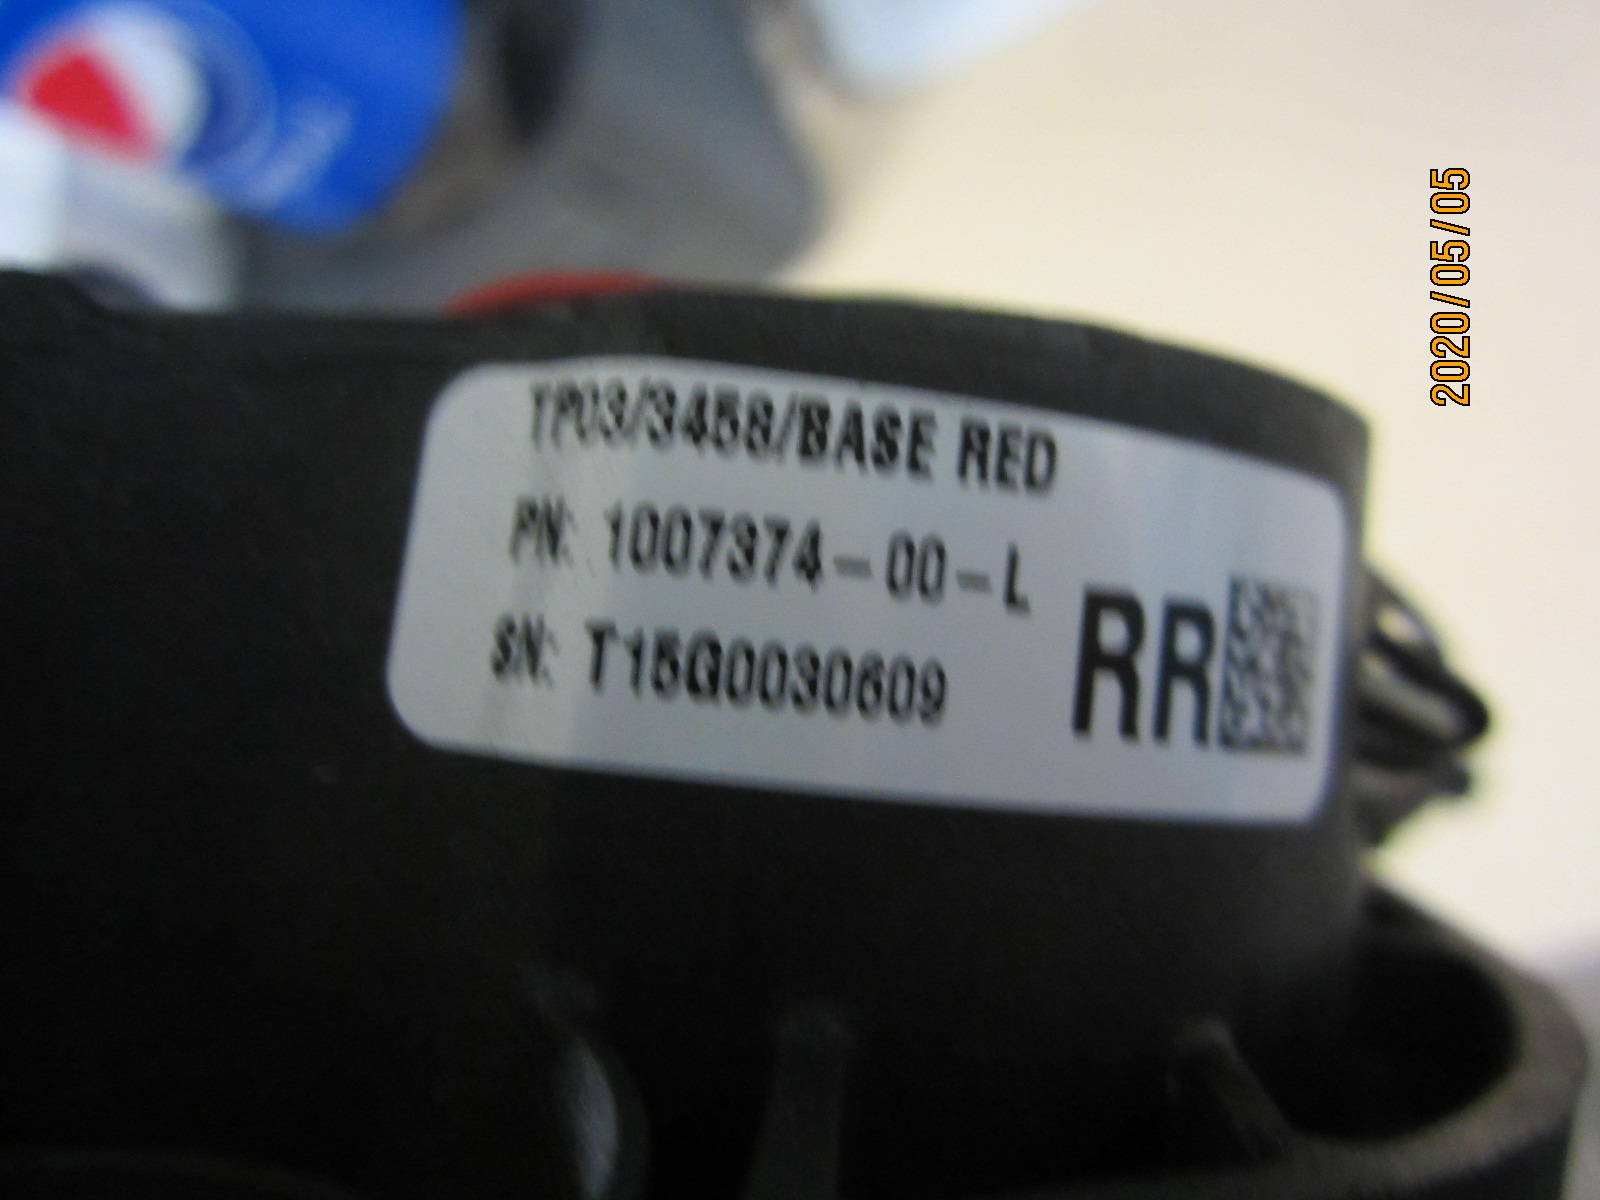 TP03/3458/BASE RED
PN: 1007374-00-L
SN: T15G0030609
RR
2020/05/05